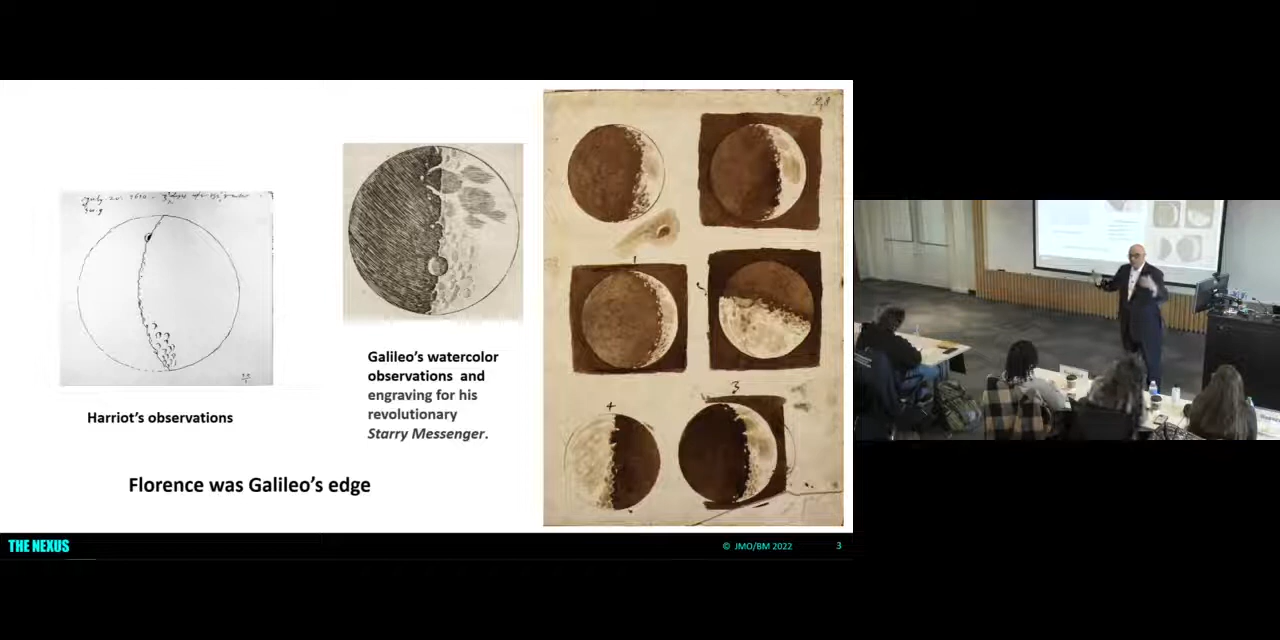 Harriot's observations
Galileo's watercolor
observations and
engraving for his
revolutionary
Starry Messenger.
Florence was Galileo's edge
THE NEXUS
© JMO/BM 2022
3